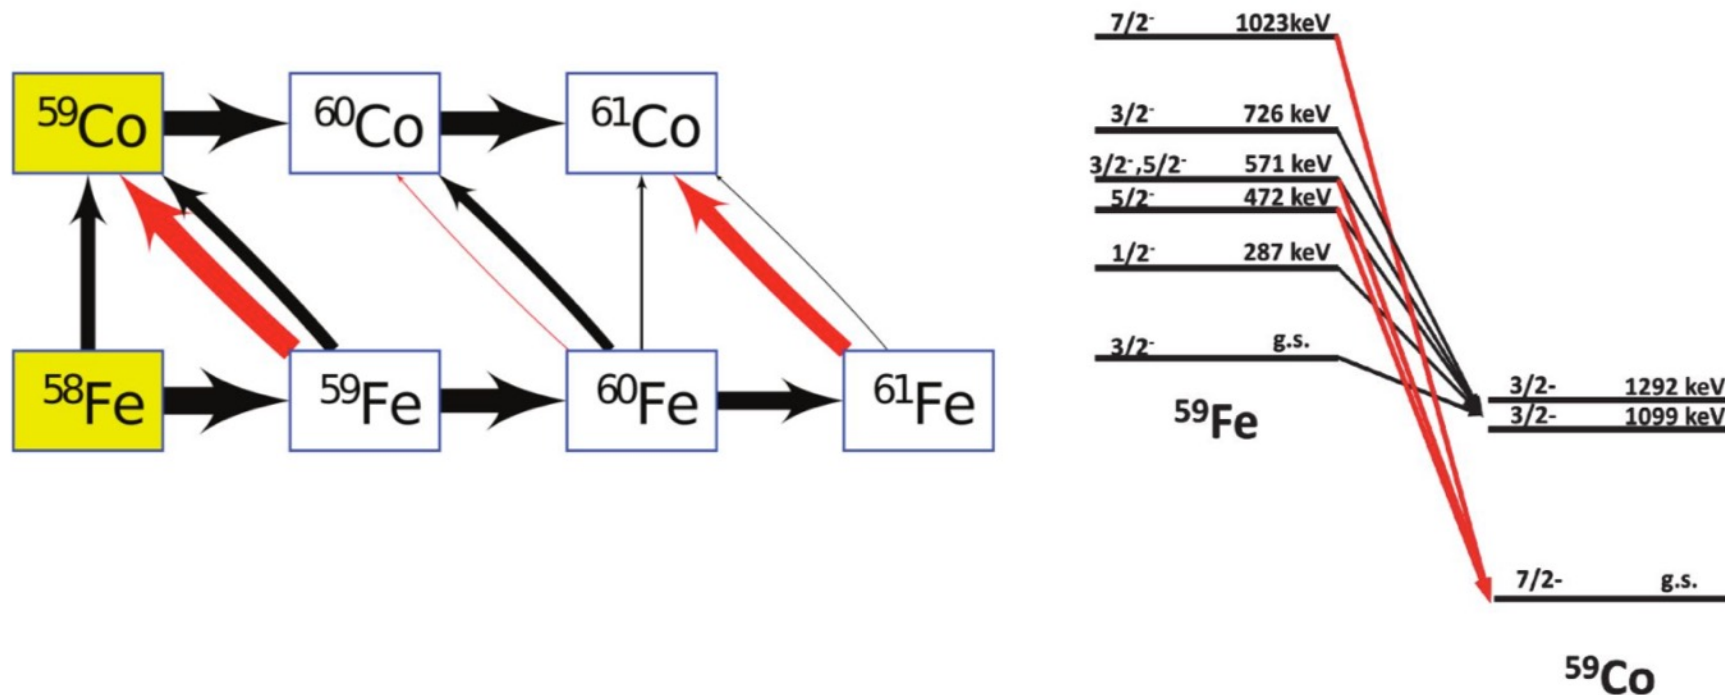 59Co 60Co 61Co
58Fe 59Fe 60Fe 61Fe
7/2- 1023keV
3/2- 726 keV
3/2-,5/2- 571 keV
5/2- 472 keV
1/2- 287 keV
3/2- g.s.
59Fe
3/2- 1292 keV
3/2- 1099 keV
7/2- g.s.
59Co